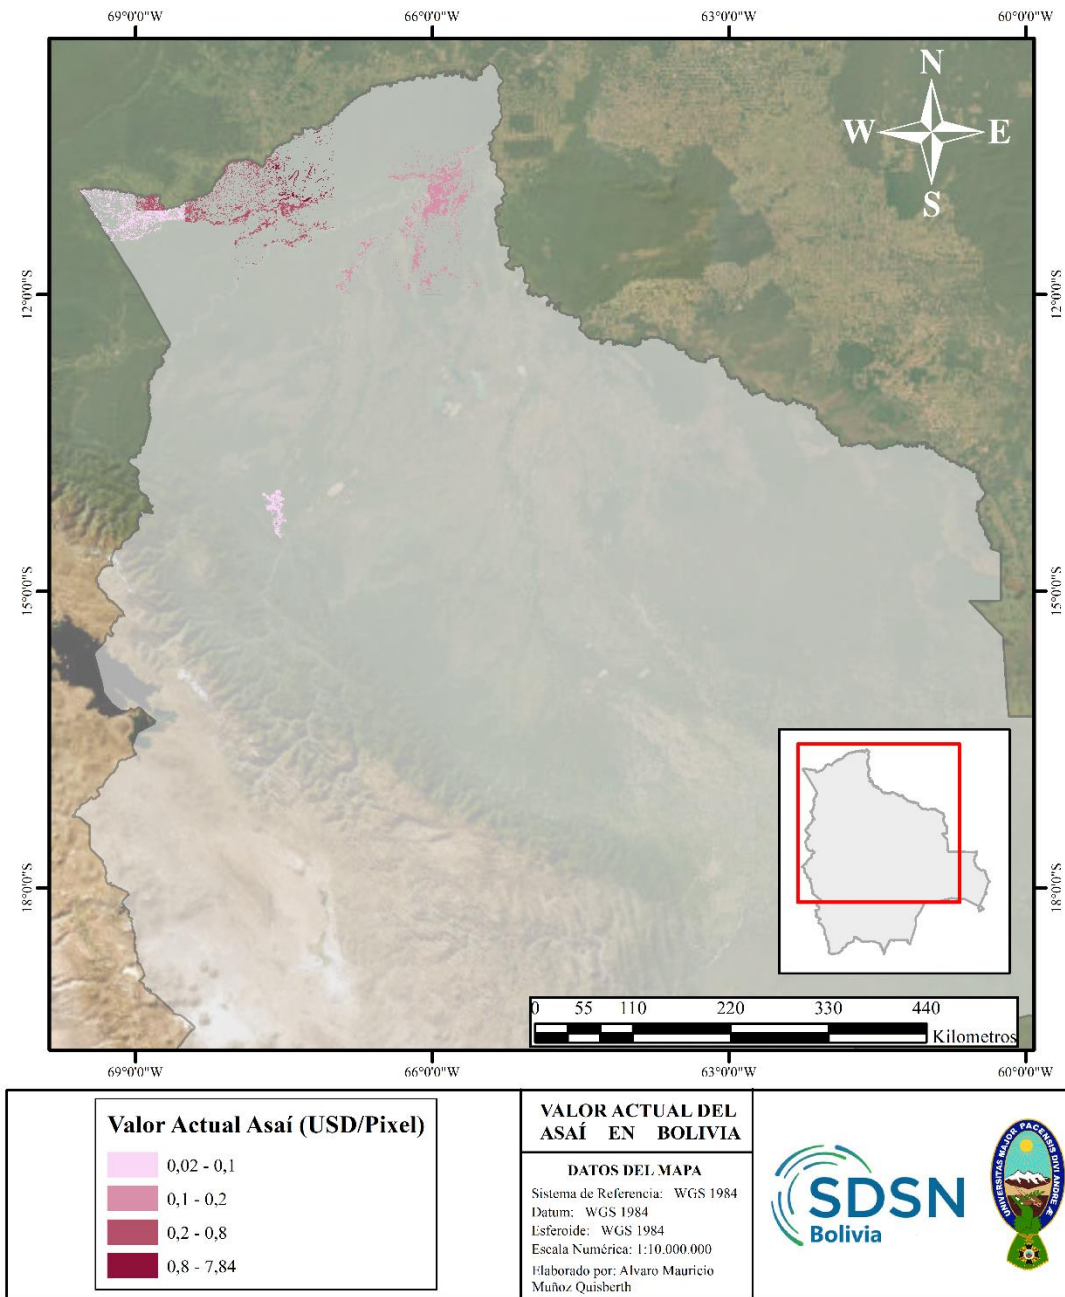 69°0'0"W 66°0'0"W 63°0'0"W 60°0'0"W
N
W E
S
12°0'0"S 12°0'0"S
15°0'0"S 15°0'0"S
18°0'0"S 18°0'0"S
0 55 110 220 330 440
Kilometros
69°0'0"W 66°0'0"W 63°0'0"W 60°0'0"W
Valor Actual Asaí (USD/Pixel)
0,02 - 0,1
0,1 - 0,2
0,2 - 0,8
0,8 - 7,84
VALOR ACTUAL DEL
ASAÍ EN BOLIVIA
DATOS DEL MAPA
Sistema de Referencia: WGS 1984
Datum: WGS 1984
Esferoide: WGS 1984
Escala Numérica: 1:10.000.000
Elaborado por: Alvaro Mauricio
Muñoz Quisberth
SDSN
Bolivia
UNIVERSITAS MAJOR PACENSIS DIVI ANDRE Æ